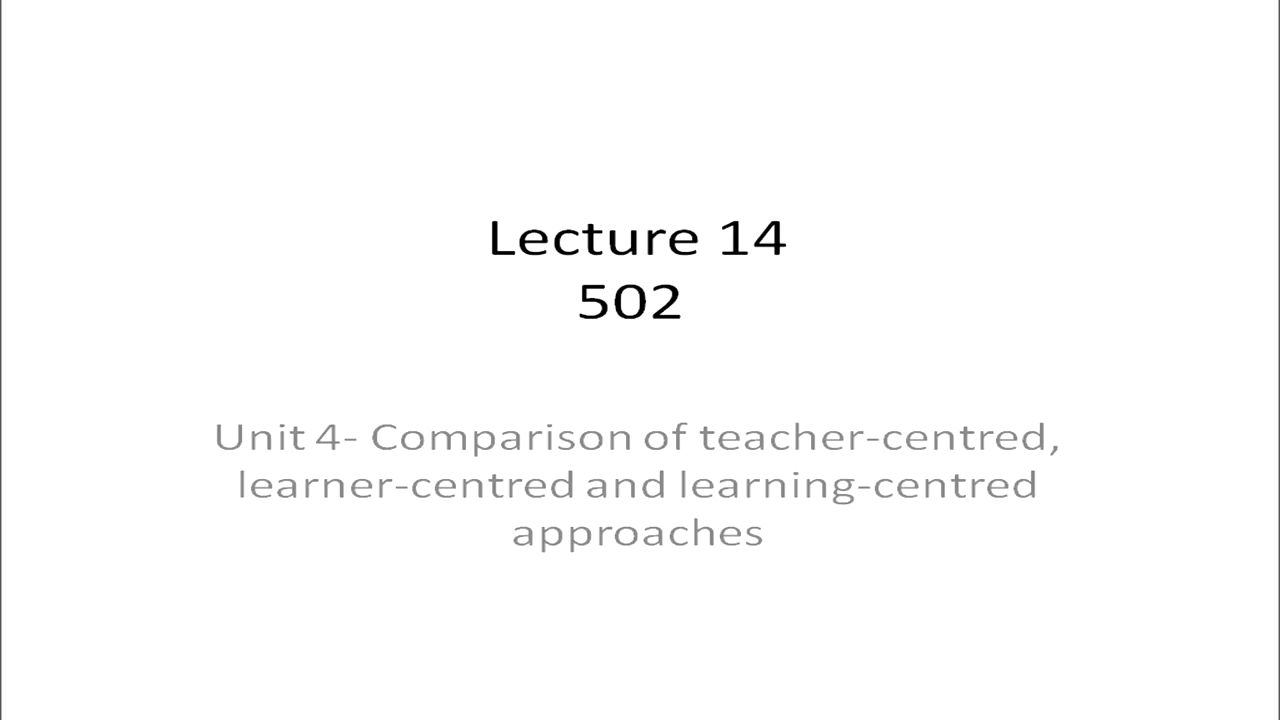 Lecture 14
502
Unit 4- Comparison of teacher-centred,
learner-centred and learning-centred
approaches